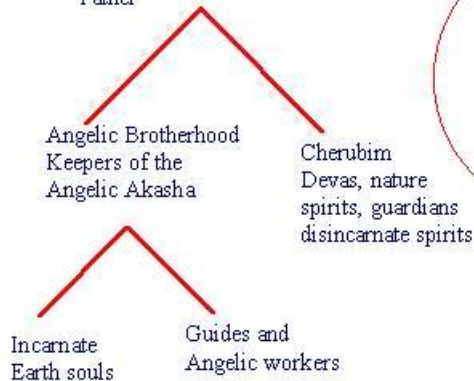 Father
Angelic Brotherhood
Keepers of the
Angelic Akasha
Cherubim
Devas, nature
spirits, guardians
disincarnate spirits
Incarnate
Earth souls
Guides and
Angelic workers